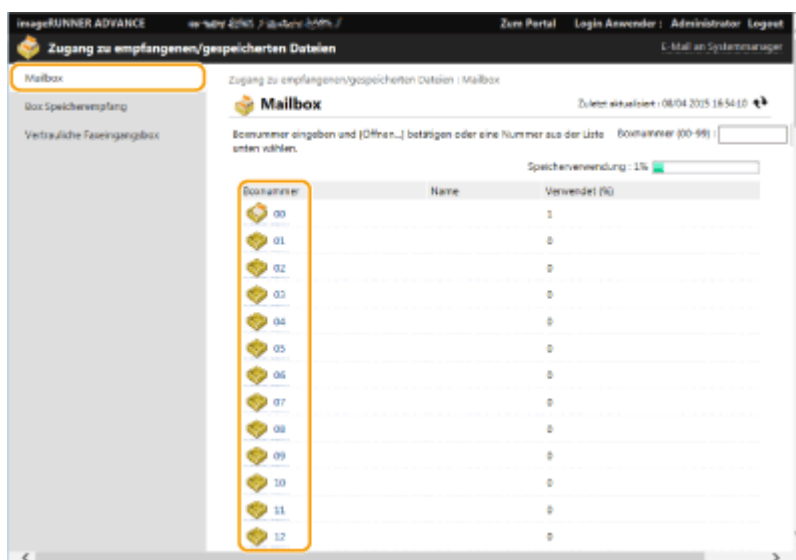 imageRUNNER ADVANCE
Zum Portal Login Anwender : Administrator Logout
Zugang zu empfangenen/gespeicherten Dateien
E-Mail an Systemmanager
Mailbox
Box Speicherempfang
Vertrauliche Faxeingangsbox
Zugang zu empfangenen/gespeicherten Dateien : Mailbox
Mailbox
Zuletzt aktualisiert : 08/04 2015 16:54:10
Boxnummer eingeben und [Öffnen...] betätigen oder eine Nummer aus der Liste
unten wählen.
Boxnummer (00-99) :
Speicherverwendung : 1%
Boxnummer Name Verwendet (%)
00 1
01 0
02 0
03 0
04 0
05 0
06 0
07 0
08 0
09 0
10 0
11 0
12 0